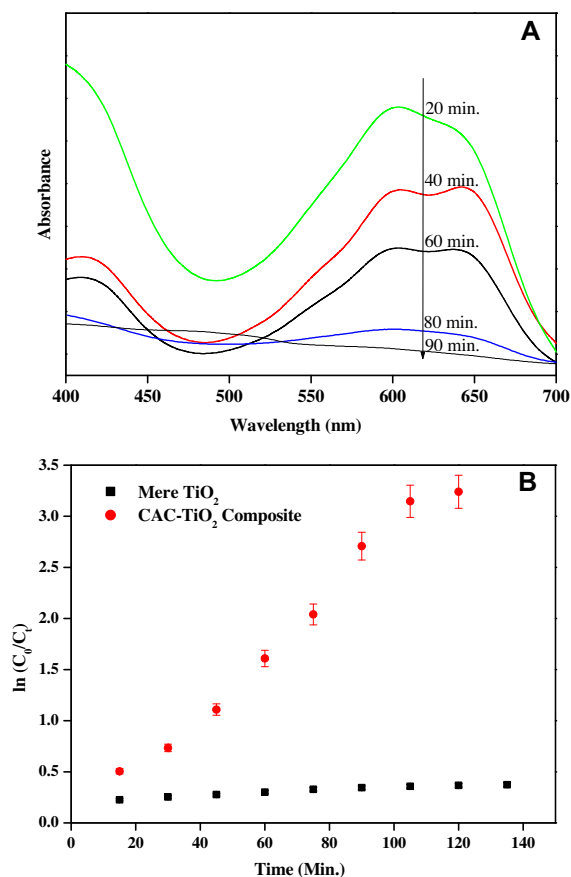 A
20 min.
40 min.
60 min.
80 min.
90 min.
Absorbance
400 450 500 550 600 650 700
Wavelength (nm)
B
Mere TiO₂
CAC-TiO₂ Composite
3.5
3.0
2.5
2.0
1.5
1.0
0.5
0.0
ln (C₀/Cₜ)
0 20 40 60 80 100 120 140
Time (Min.)